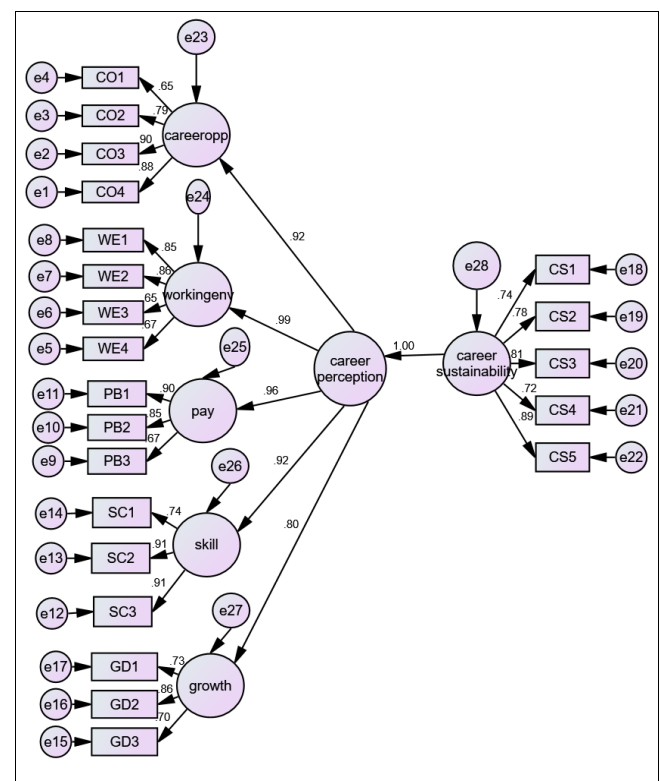 e23
e4
CO1
.65
e3
CO2
.79
careeropp
e2
CO3
.90
e1
CO4
.88
e24
.92
e8
WE1
.85
e7
WE2
.86
workingenv
e6
WE3
.65
e5
WE4
.67
.99
e28
CS1
e18
.74
CS2
e19
.78
career
sustainability
CS3
e20
.81
CS4
e21
.72
CS5
e22
.89
1.00
career
perception
e25
.96
e11
PB1
.90
pay
e10
PB2
.85
e9
PB3
.67
e26
.92
.80
e14
SC1
.74
skill
e13
SC2
.91
e12
SC3
.91
e27
e17
GD1
.73
growth
e16
GD2
.86
e15
GD3
.70